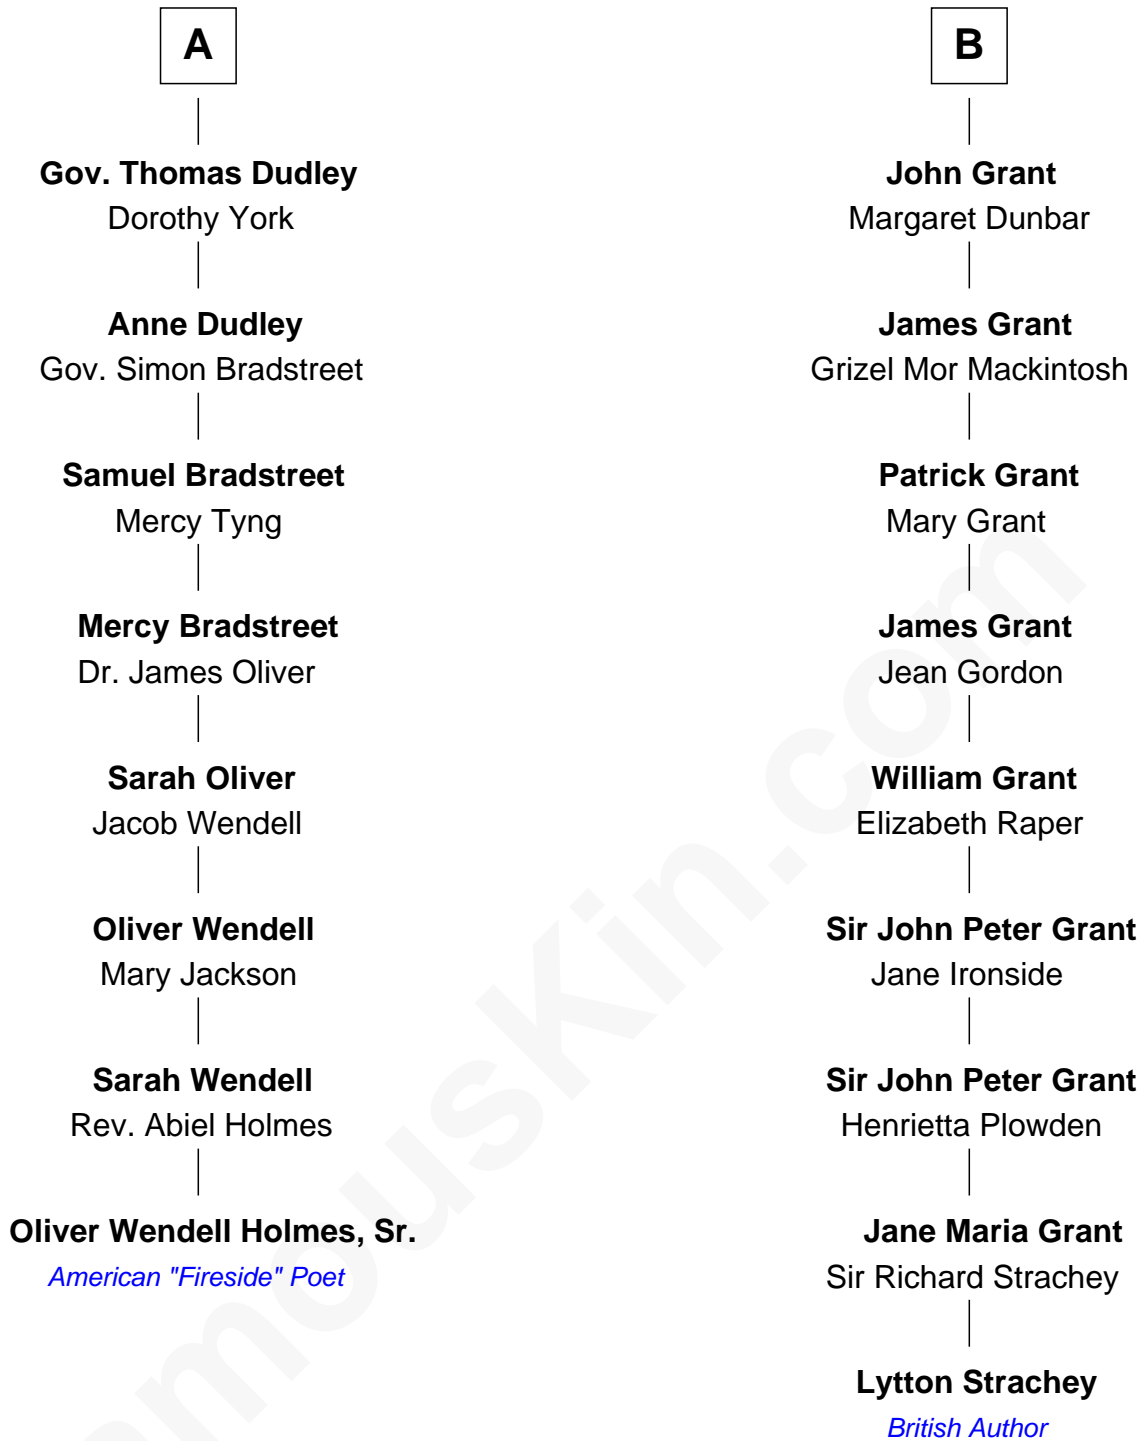 A
Gov. Thomas Dudley
Dorothy York
Anne Dudley
Gov. Simon Bradstreet
Samuel Bradstreet
Mercy Tyng
Mercy Bradstreet
Dr. James Oliver
Sarah Oliver
Jacob Wendell
Oliver Wendell
Mary Jackson
Sarah Wendell
Rev. Abiel Holmes
Oliver Wendell Holmes, Sr.
American "Fireside" Poet
B
John Grant
Margaret Dunbar
James Grant
Grizel Mor Mackintosh
Patrick Grant
Mary Grant
James Grant
Jean Gordon
William Grant
Elizabeth Raper
Sir John Peter Grant
Jane Ironside
Sir John Peter Grant
Henrietta Plowden
Jane Maria Grant
Sir Richard Strachey
Lytton Strachey
British Author
amousKin.com